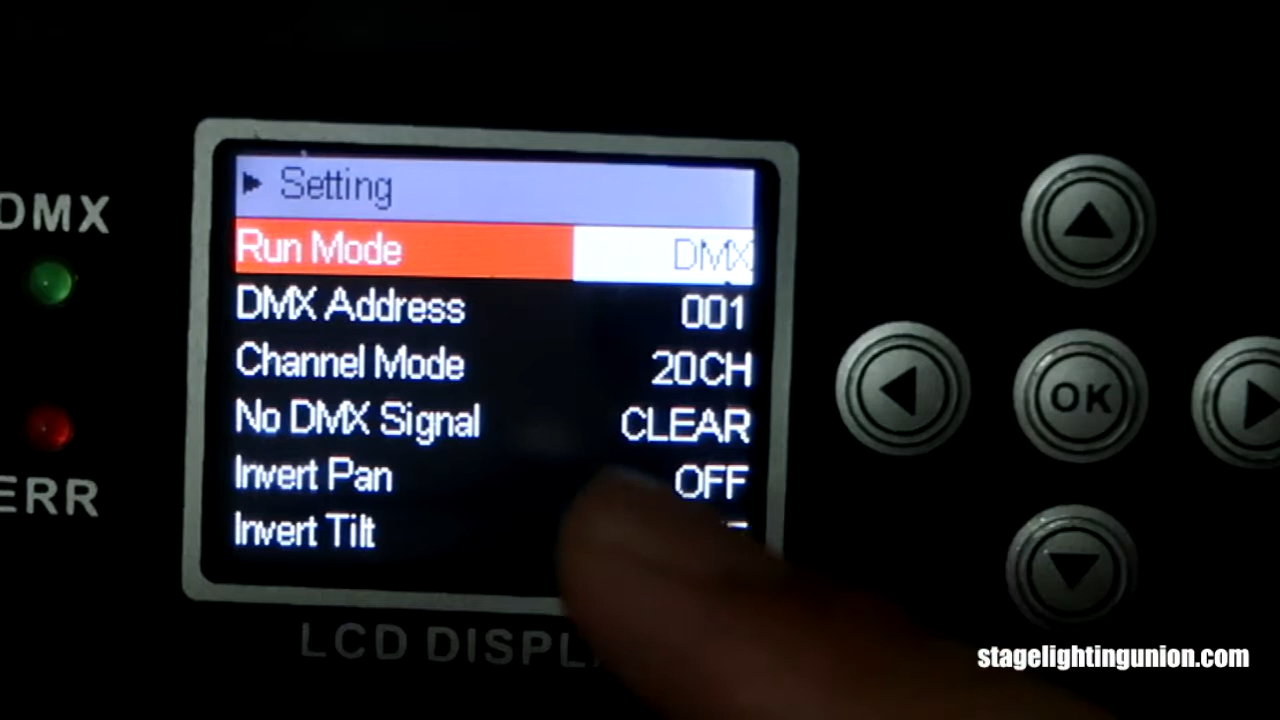 Setting
Run Mode DMX
DMX Address 001
Channel Mode 20CH
No DMX Signal CLEAR
Invert Pan OFF
Invert Tilt
DMX
ERR
LCD
OK
stagelightingunion.com